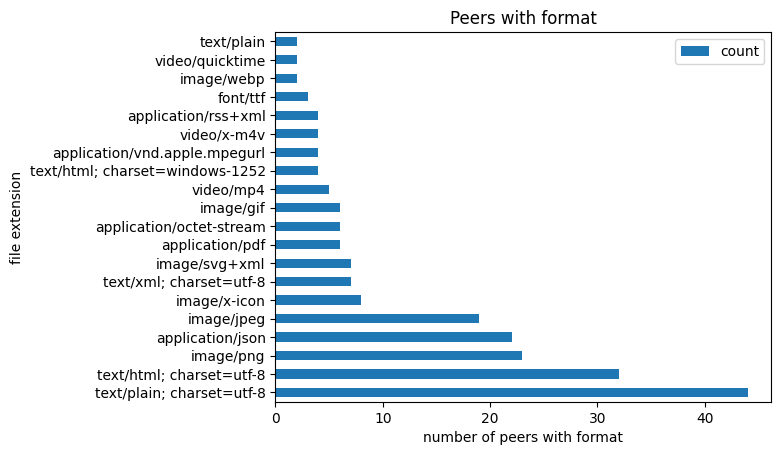 Peers with format
count
text/plain
video/quicktime
image/webp
font/ttf
application/rss+xml
video/x-m4v
application/vnd.apple.mpegurl
text/html; charset=windows-1252
video/mp4
image/gif
application/octet-stream
application/pdf
image/svg+xml
text/xml; charset=utf-8
image/x-icon
image/jpeg
application/json
image/png
text/html; charset=utf-8
text/plain; charset=utf-8
file extension
0 10 20 30 40
number of peers with format